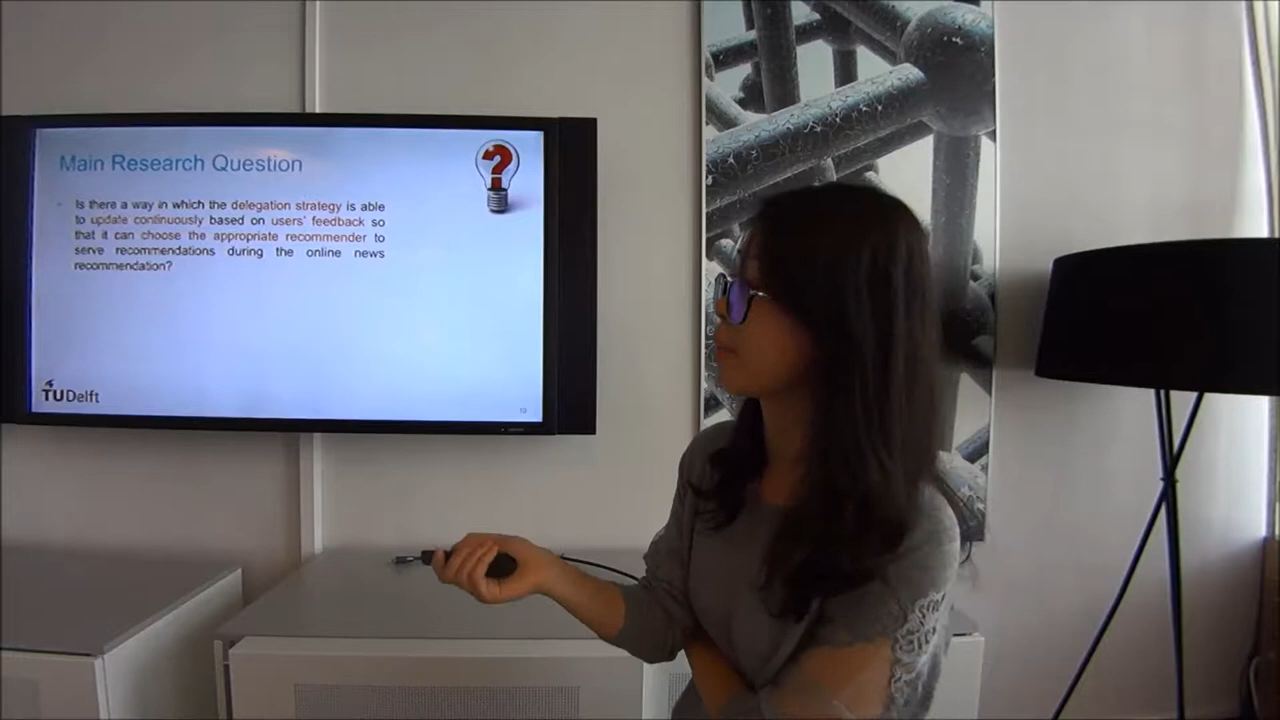 Main Research Question
Is there a way in which the delegation strategy is able
to update continuously based on users' feedback so
that it can choose the appropriate recommender to
serve recommendations during the online news
recommendation?
TUDelft